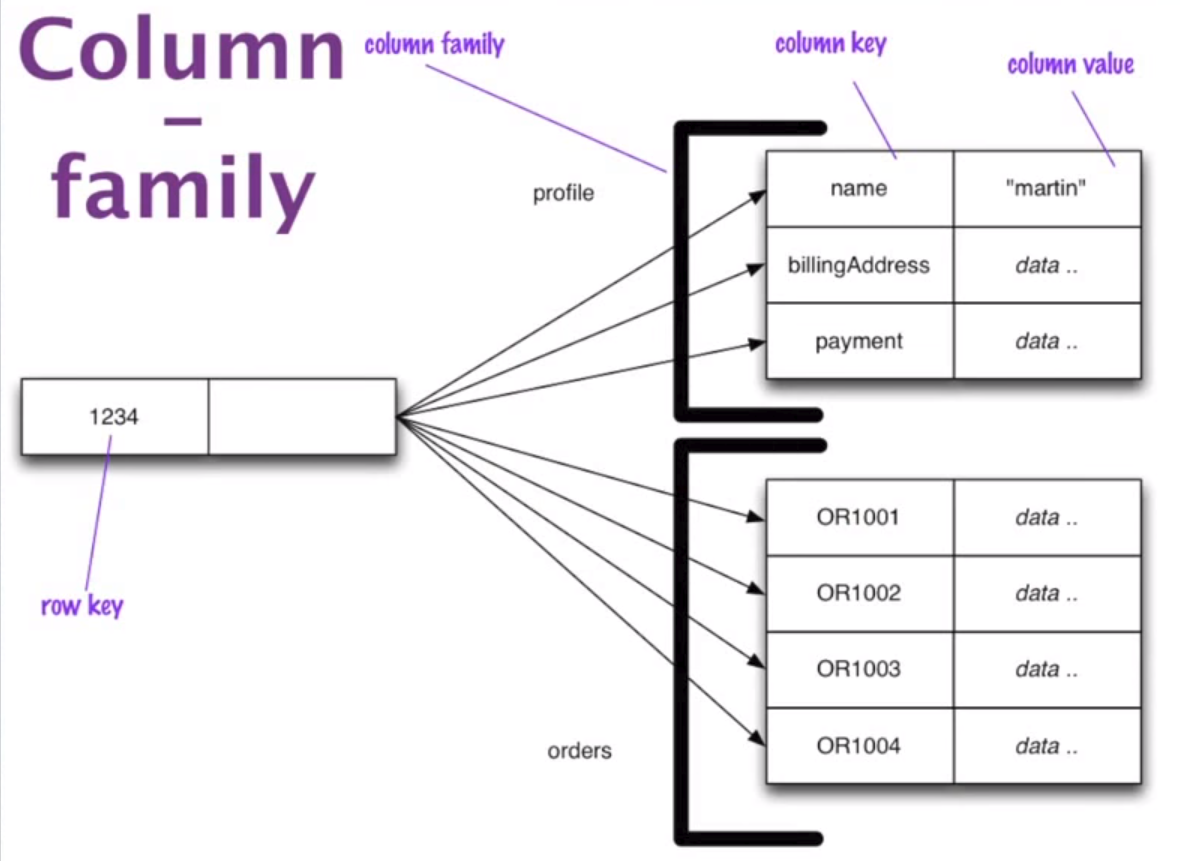 Column
–
family
column family
column key
column value
profile
name
"martin"
billingAddress
data ..
payment
data ..
1234
row key
orders
OR1001
data ..
OR1002
data ..
OR1003
data ..
OR1004
data ..